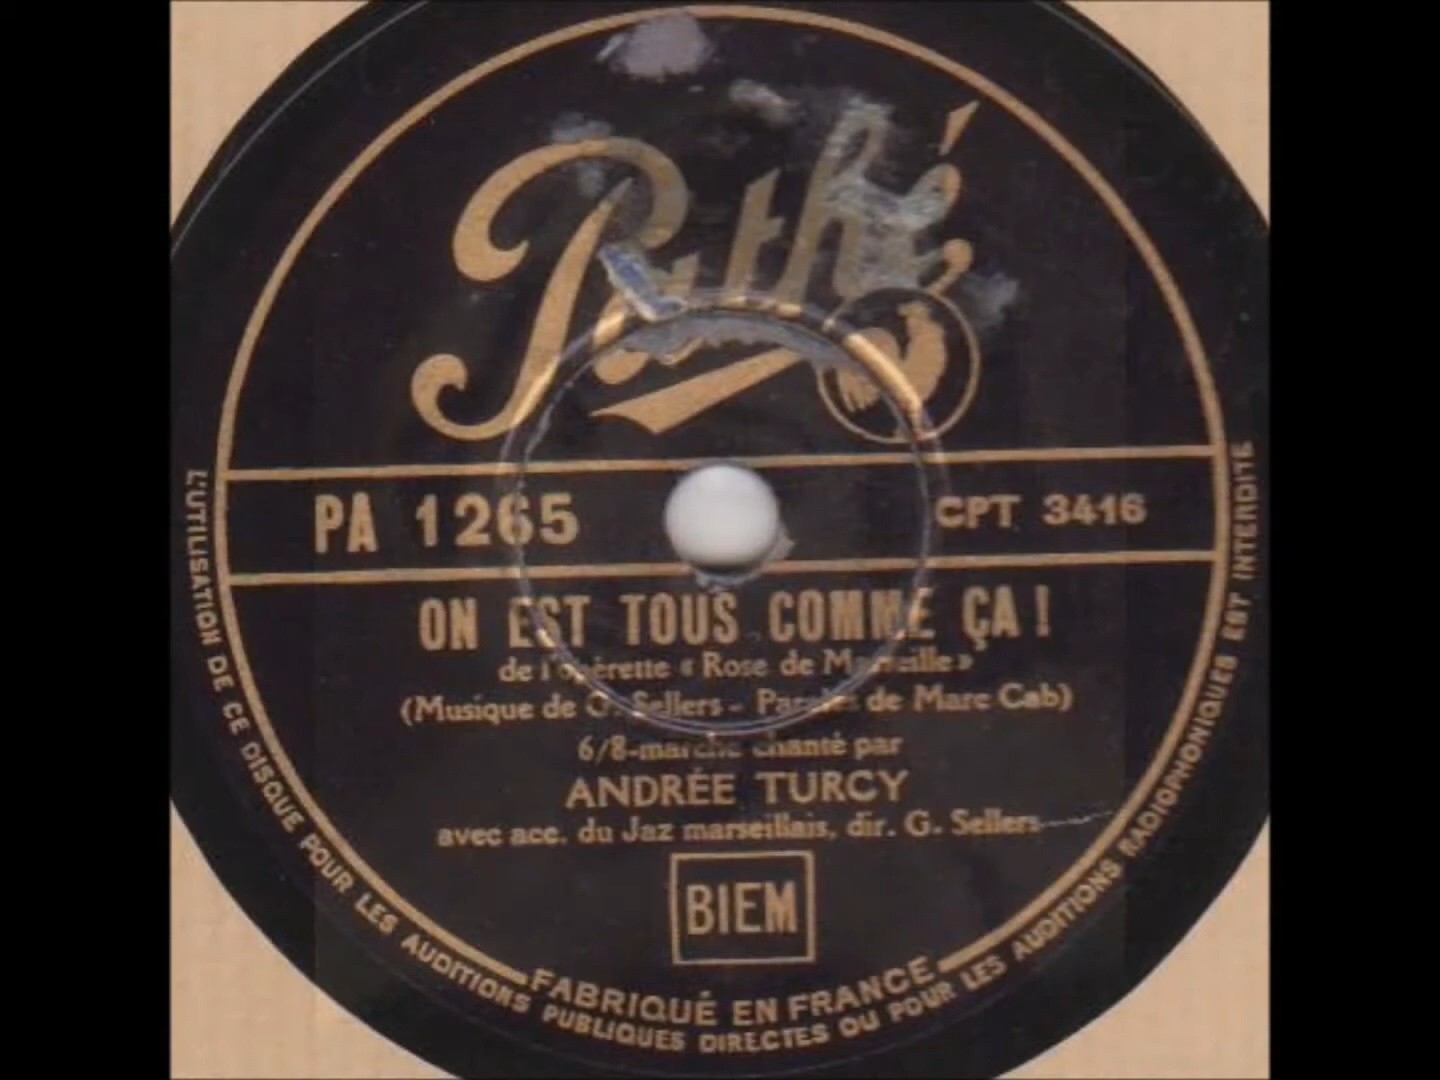 Pathé
PA 1265
CPT 3416
ON EST TOUS COMME ÇA !
de l'opérette « Rose de Marseille »
(Musique de G. Sellers - Paroles de Marc Cab)
6/8-marche chanté par
ANDRÉE TURCY
avec acc. du Jaz marseillais, dir. G. Sellers
BIEM
FABRIQUÉ EN FRANCE
L'UTILISATION DE CE DISQUE POUR LES AUDITIONS PUBLIQUES DIRECTES OU POUR LES AUDITIONS RADIOPHONIQUES EST INTERDITE